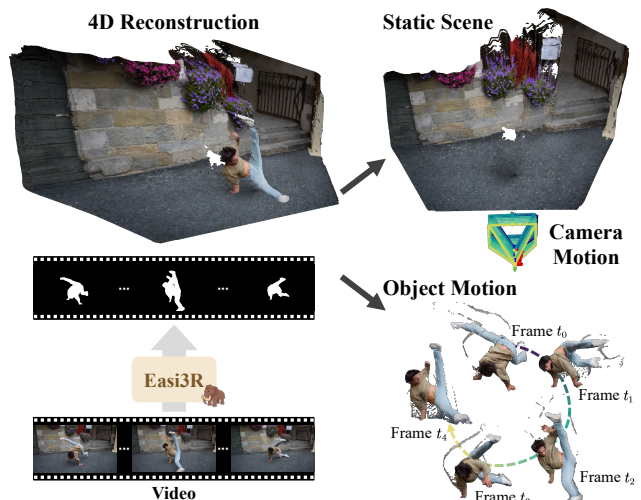 4D Reconstruction
Static Scene
Camera
Motion
Object Motion
...
...
Easi3R
...
...
Video
Frame t0
Frame t1
Frame t2
Frame t4